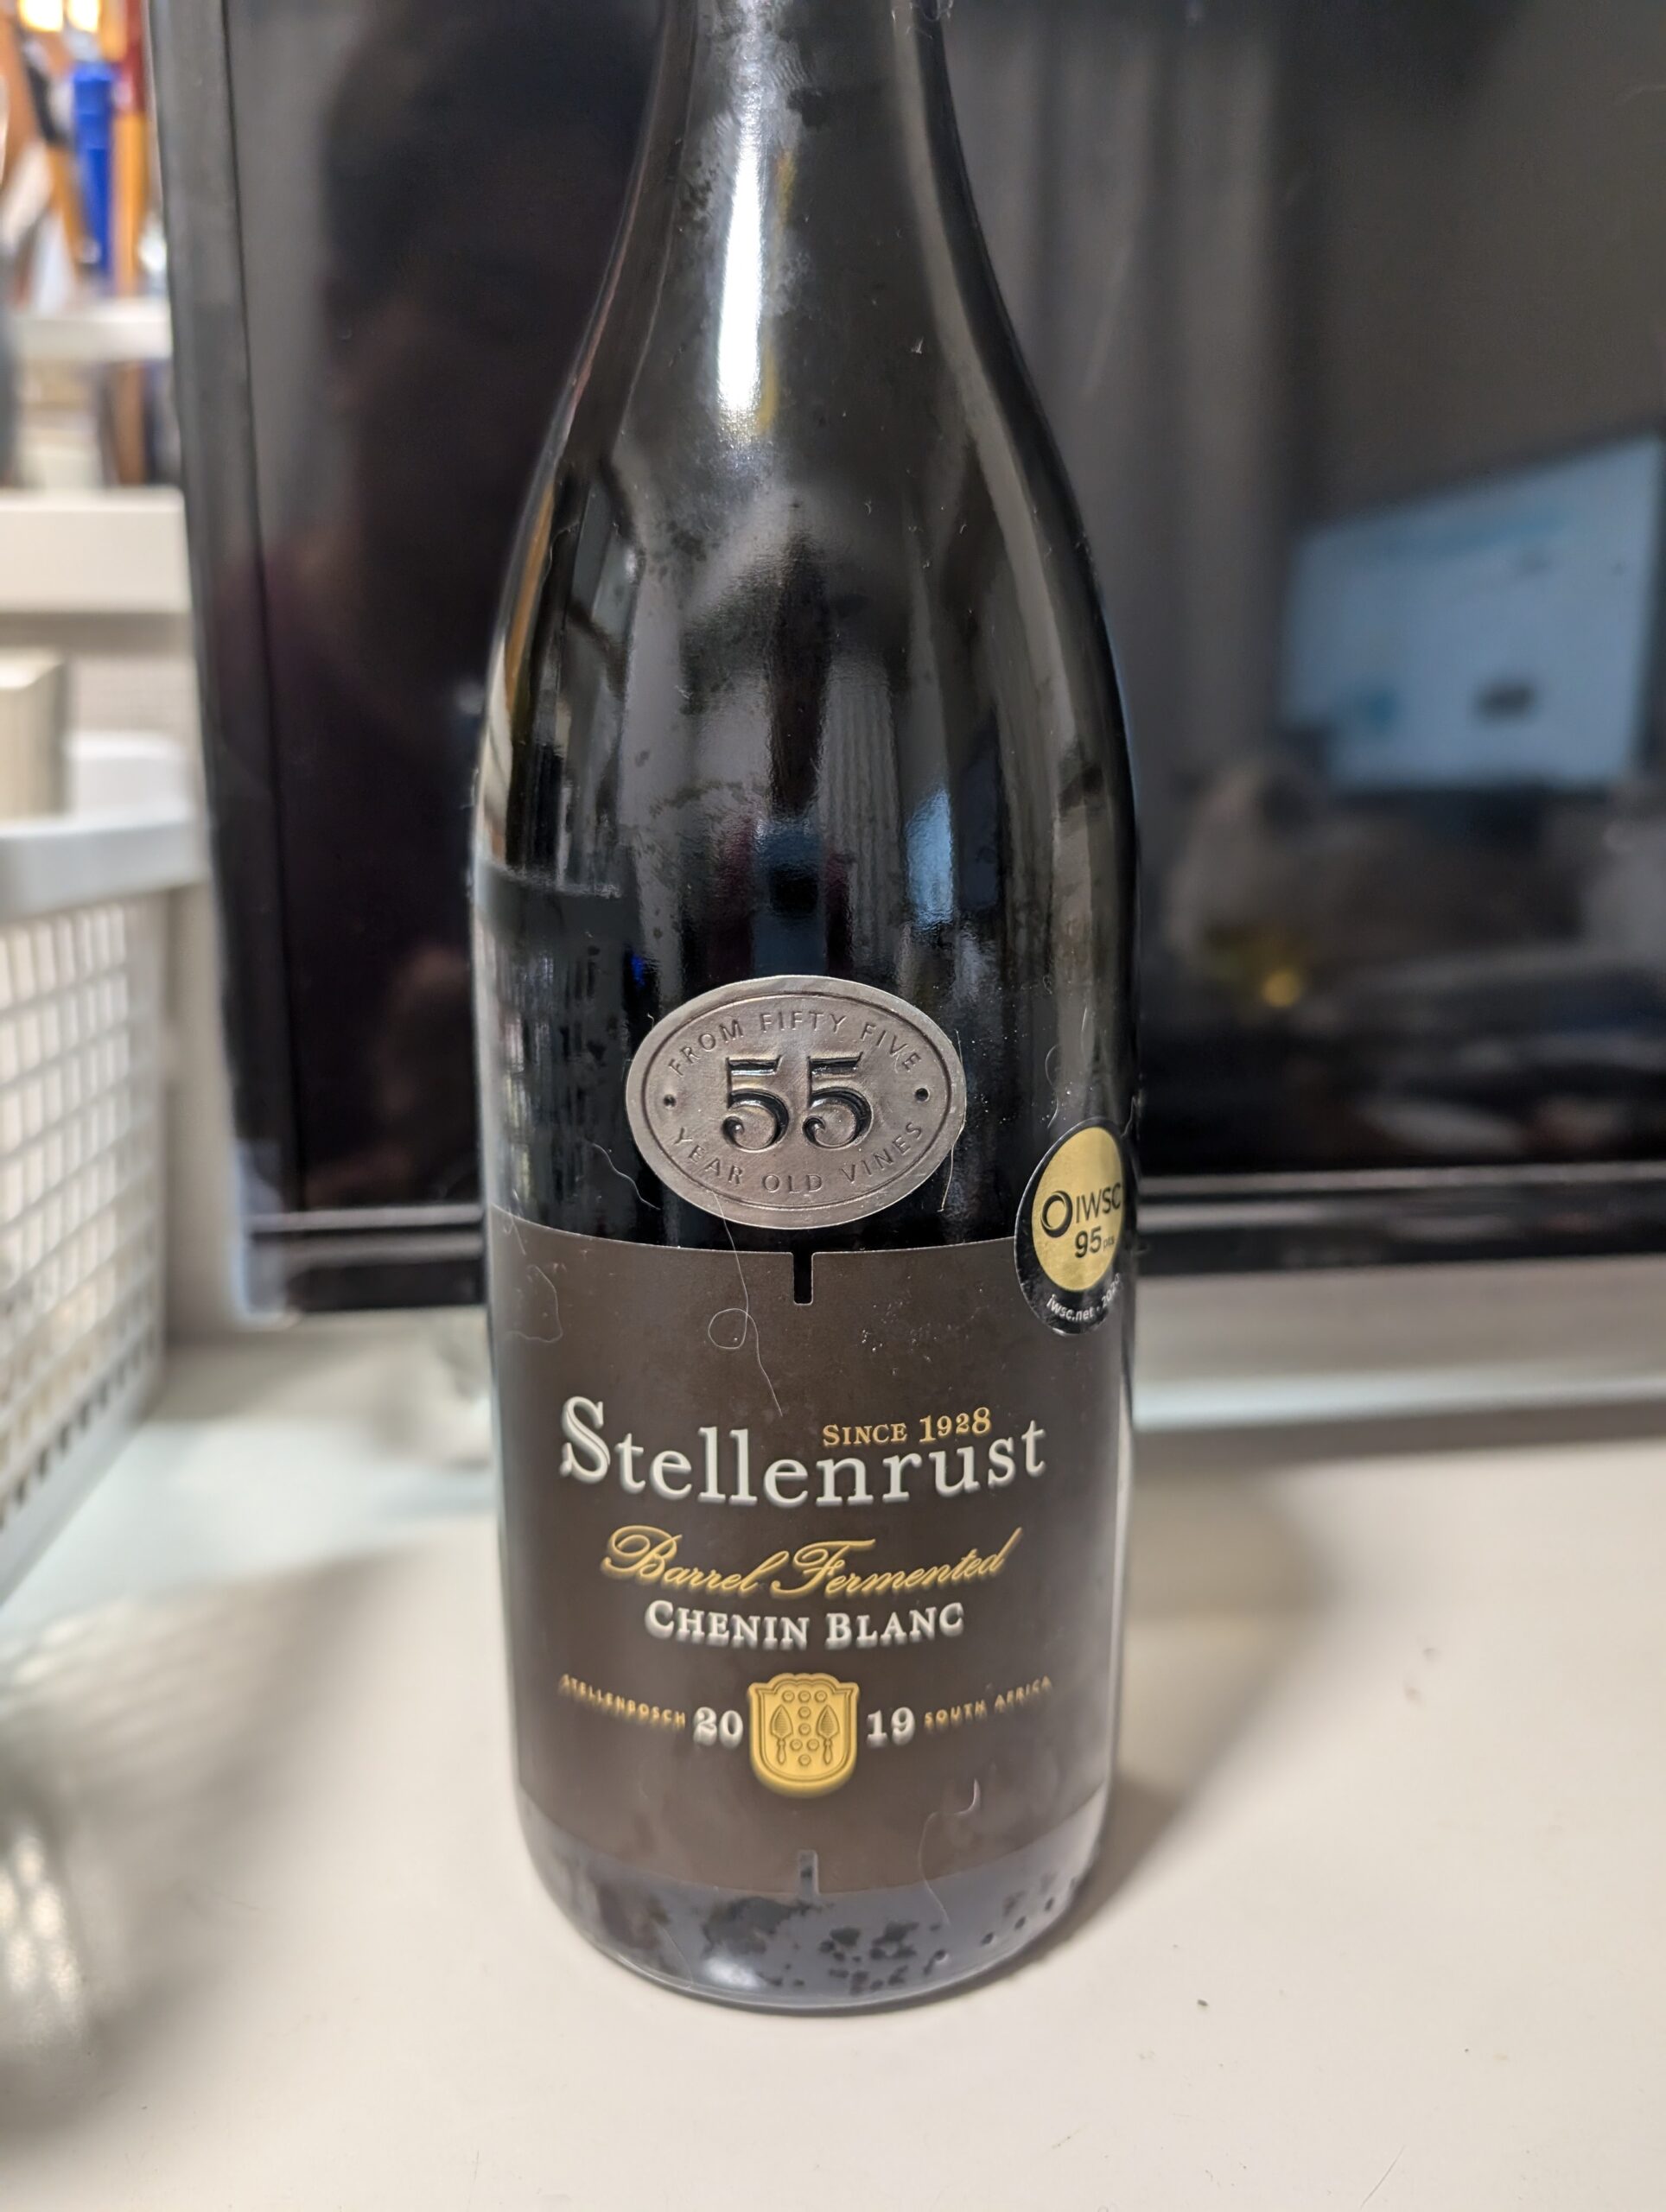 FROM FIFTY FIVE
55
YEAR OLD VINES
IWSC
95
iwsc.net
SINCE 1928
Stellenrust
Barrel Fermented
CHENIN BLANC
STELLENBOSCH 20 19 SOUTH AFRICA